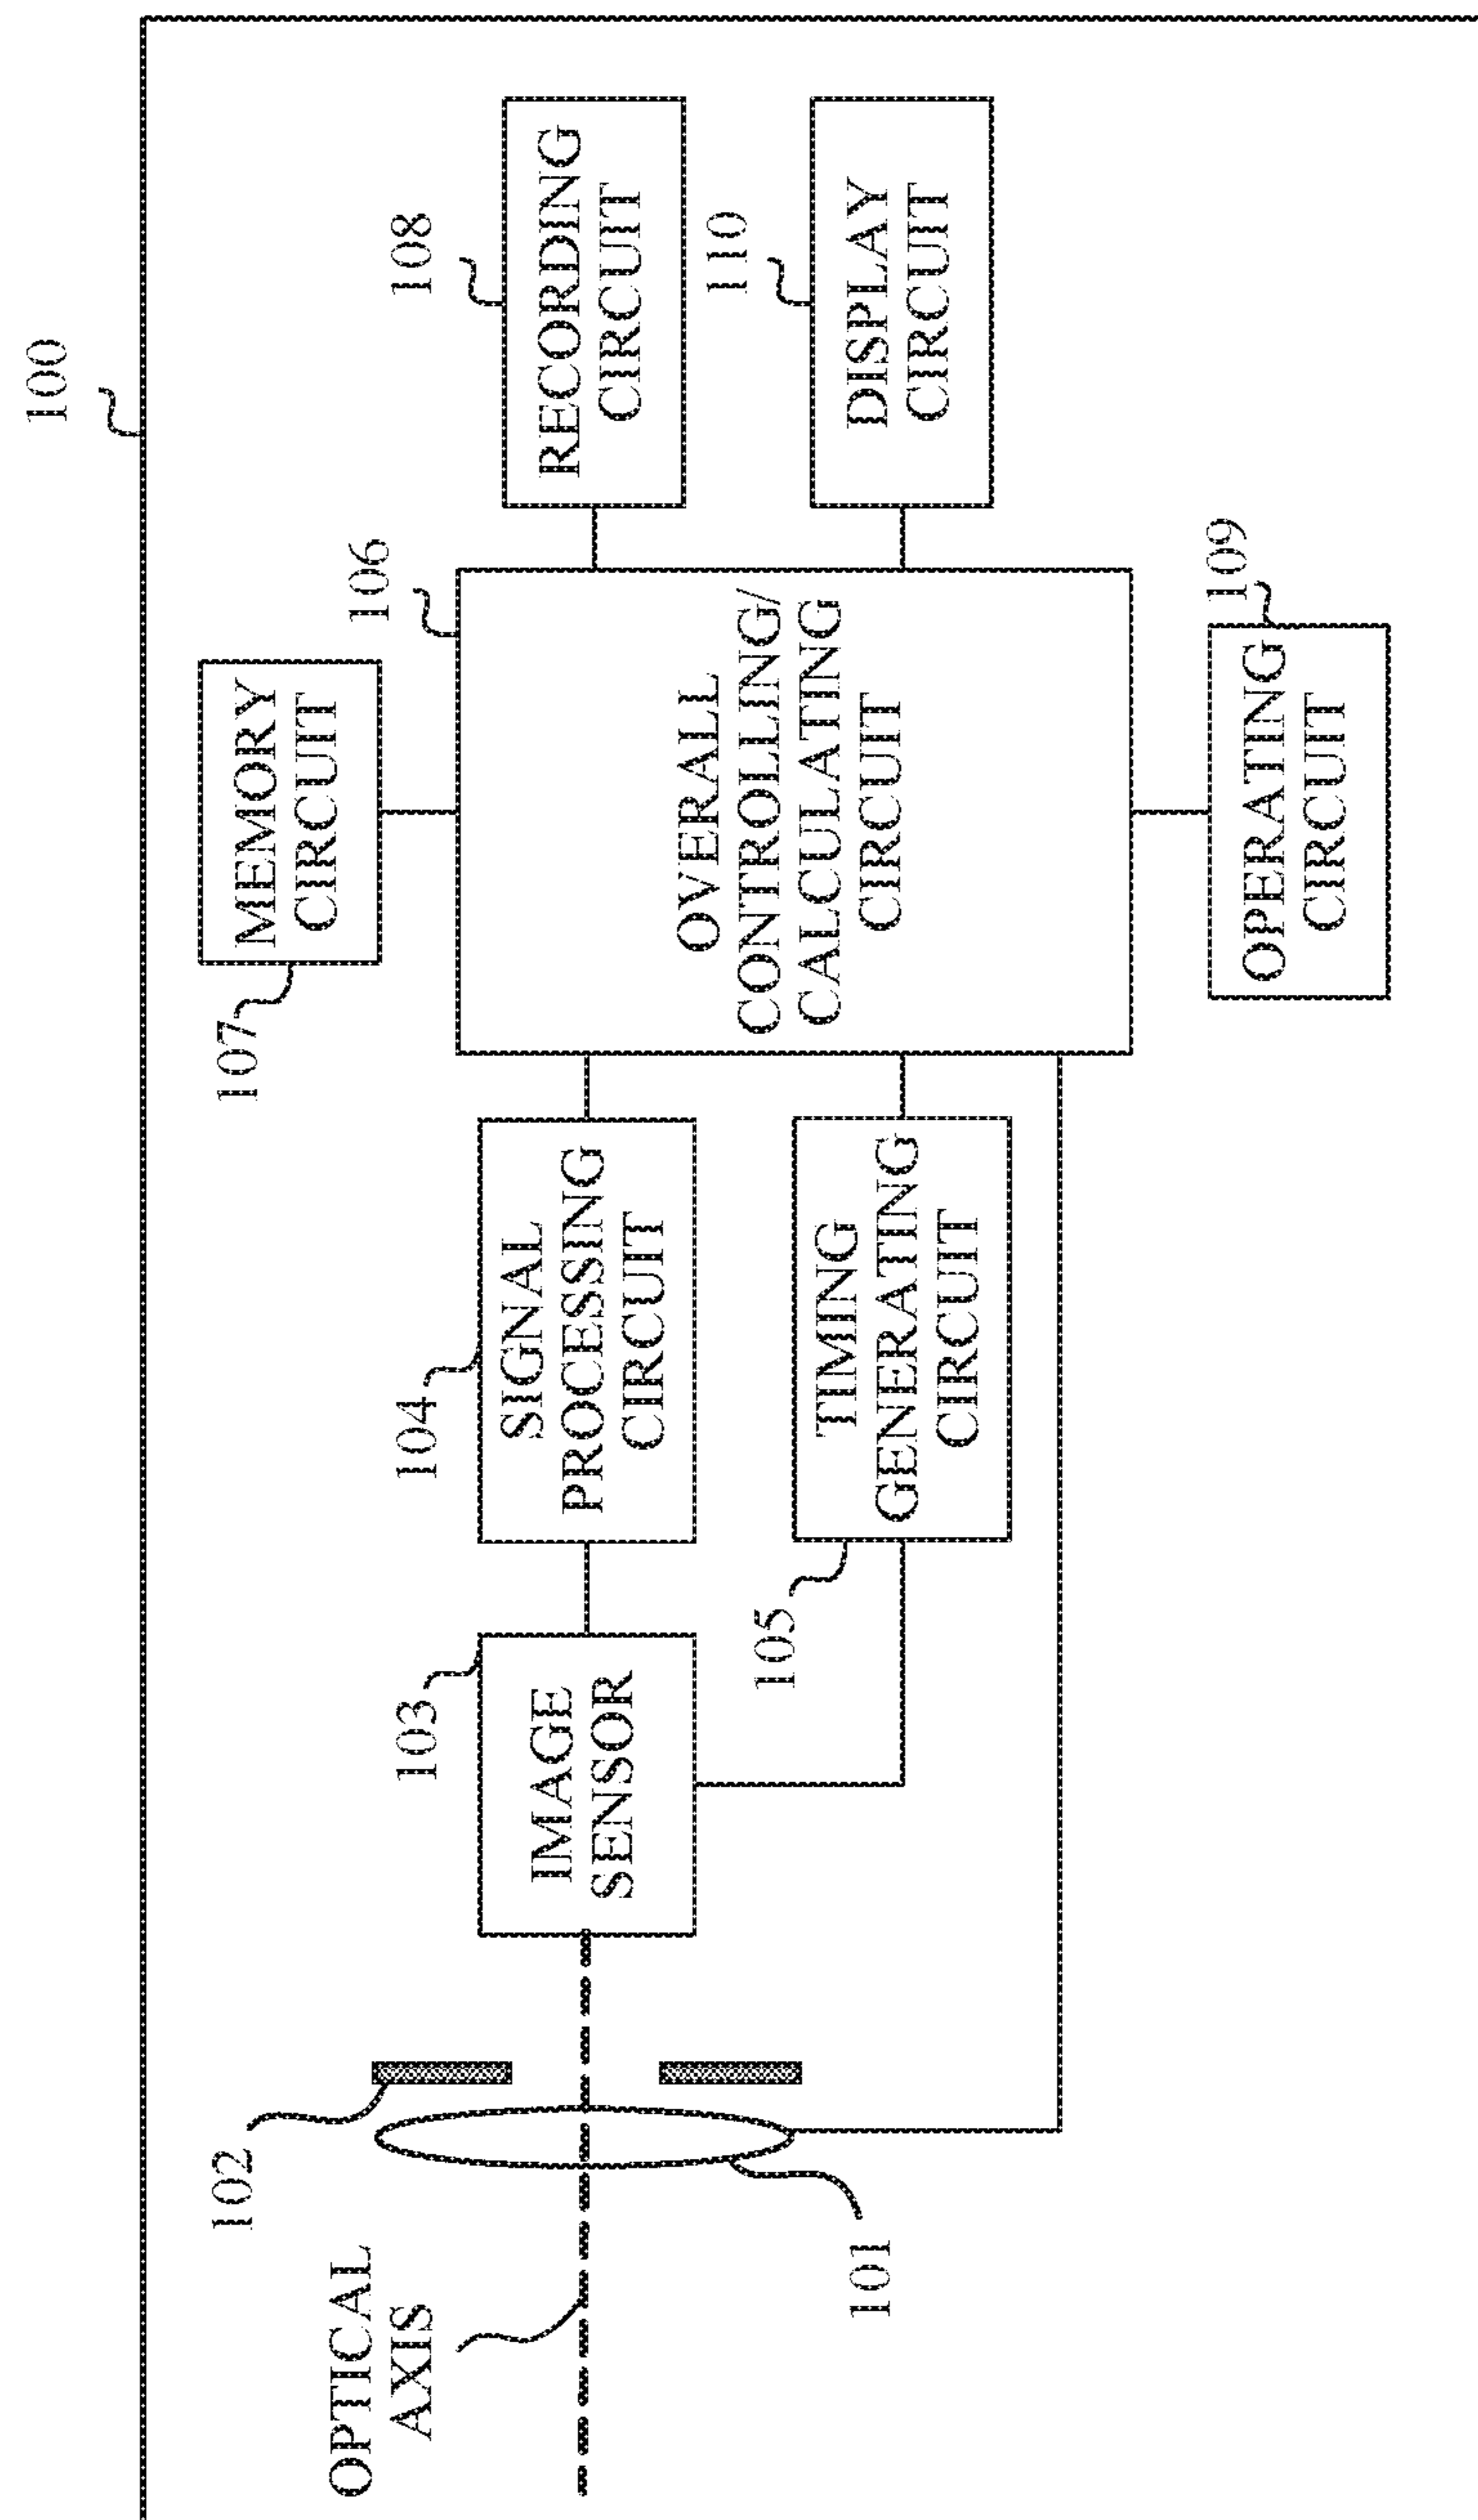 100
OPTICAL
AXIS
102
101
103
IMAGE
SENSOR
104
SIGNAL
PROCESSING
CIRCUIT
105
TIMING
GENERATING
CIRCUIT
107
MEMORY
CIRCUIT
106
OVERALL
CONTROLLING/
CALCULATING
CIRCUIT
109
OPERATING
CIRCUIT
108
RECORDING
CIRCUIT
110
DISPLAY
CIRCUIT